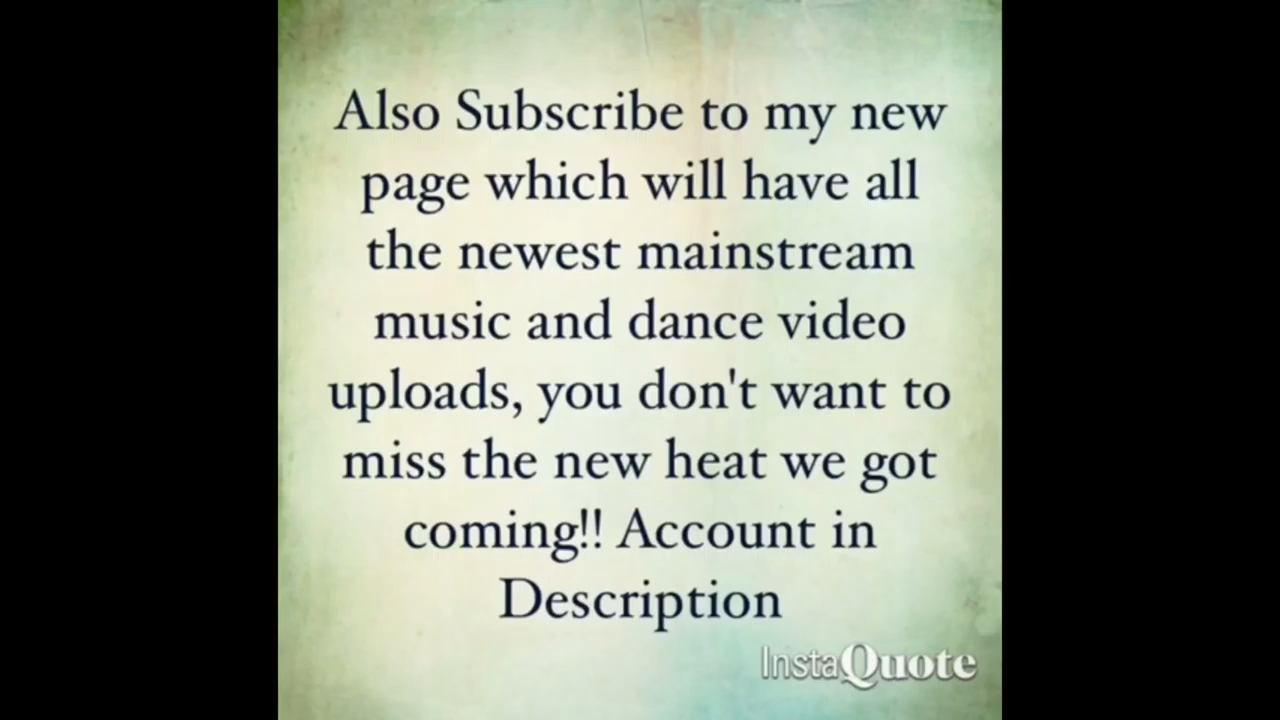 Also Subscribe to my new
page which will have all
the newest mainstream
music and dance video
uploads, you don't want to
miss the new heat we got
coming!! Account in
Description
InstaQuote